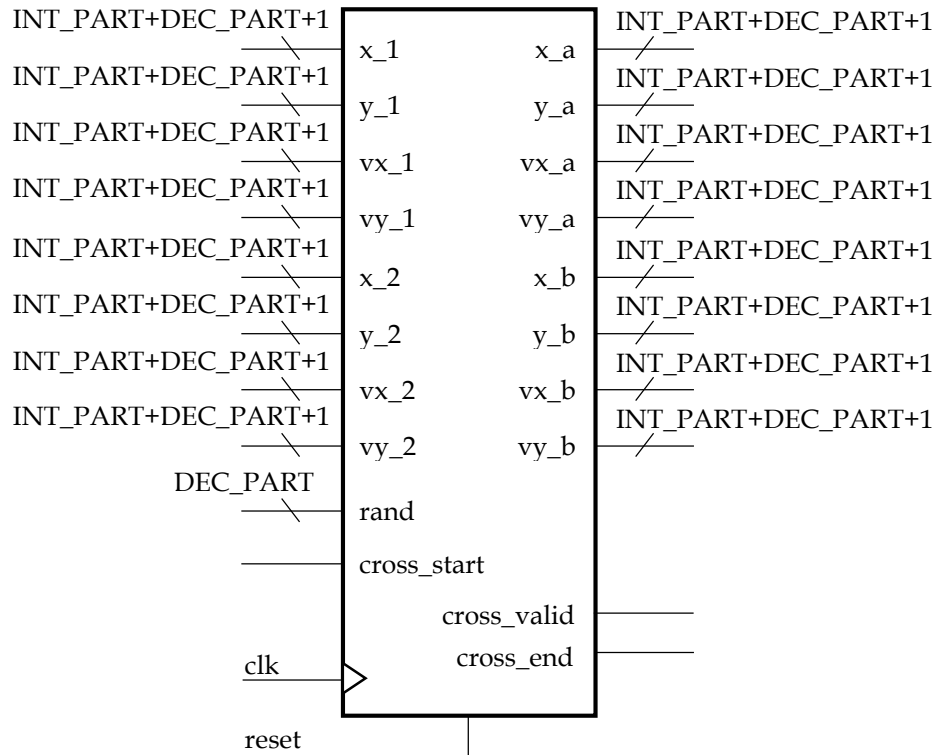 INT_PART+DEC_PART+1 INT_PART+DEC_PART+1
x_1 x_a
INT_PART+DEC_PART+1 INT_PART+DEC_PART+1
y_1 y_a
INT_PART+DEC_PART+1 INT_PART+DEC_PART+1
vx_1 vx_a
INT_PART+DEC_PART+1 INT_PART+DEC_PART+1
vy_1 vy_a
INT_PART+DEC_PART+1 INT_PART+DEC_PART+1
x_2 x_b
INT_PART+DEC_PART+1 INT_PART+DEC_PART+1
y_2 y_b
INT_PART+DEC_PART+1 INT_PART+DEC_PART+1
vx_2 vx_b
INT_PART+DEC_PART+1 INT_PART+DEC_PART+1
vy_2 vy_b
DEC_PART
rand
cross_start
cross_valid
cross_end
clk
reset